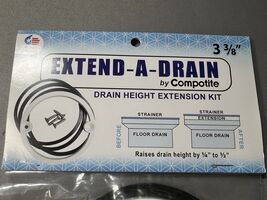 3 3/8"
EXTEND-A-DRAIN
by Compotite
DRAIN HEIGHT EXTENSION KIT
BEFORE
STRAINER
FLOOR DRAIN
STRAINER
EXTENSION
FLOOR DRAIN
AFTER
Raises drain height by ¼" to ½"